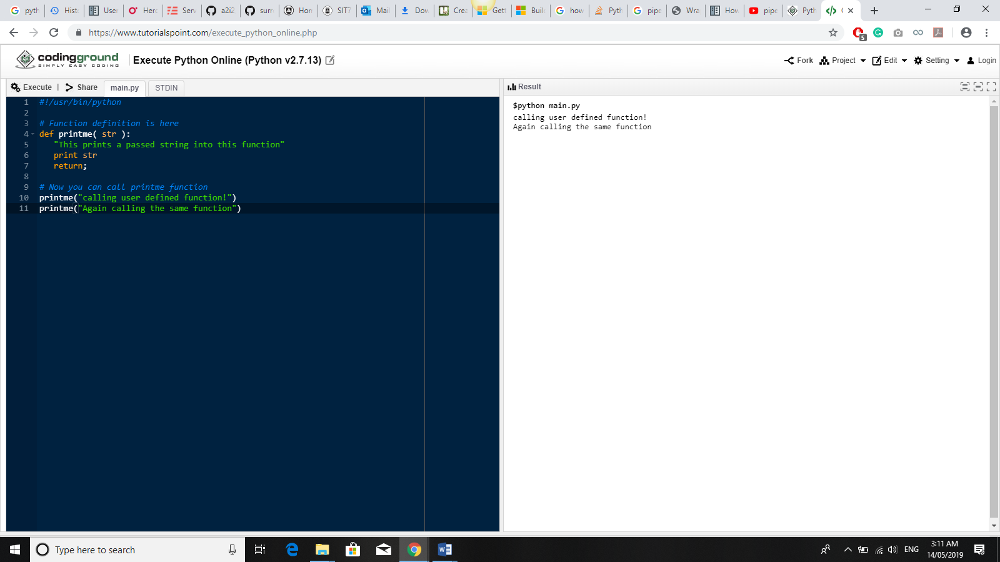 pyth Hist User Herc Serv a2i2 surr Hon SIT7 Mail Dov Crea Gett Buil how Pyth pipe Wra How pipe Pyth
https://www.tutorialspoint.com/execute_python_online.php
5
codingground
SIMPLY EASY CODING
Execute Python Online (Python v2.7.13)
Fork Project Edit Setting Login
Execute | Share main.py STDIN
1 #!/usr/bin/python
2
3 # Function definition is here
4 def printme( str ):
5 "This prints a passed string into this function"
6 print str
7 return;
8
9 # Now you can call printme function
10 printme("calling user defined function!")
11 printme("Again calling the same function")
Result
$python main.py
calling user defined function!
Again calling the same function
Type here to search
ENG
3:11 AM
14/05/2019